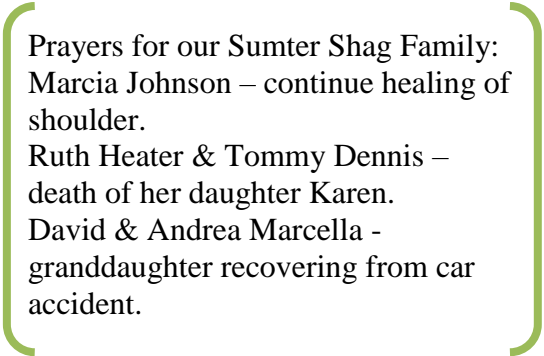 Prayers for our Sumter Shag Family:
Marcia Johnson – continue healing of
shoulder.
Ruth Heater & Tommy Dennis –
death of her daughter Karen.
David & Andrea Marcella -
granddaughter recovering from car
accident.